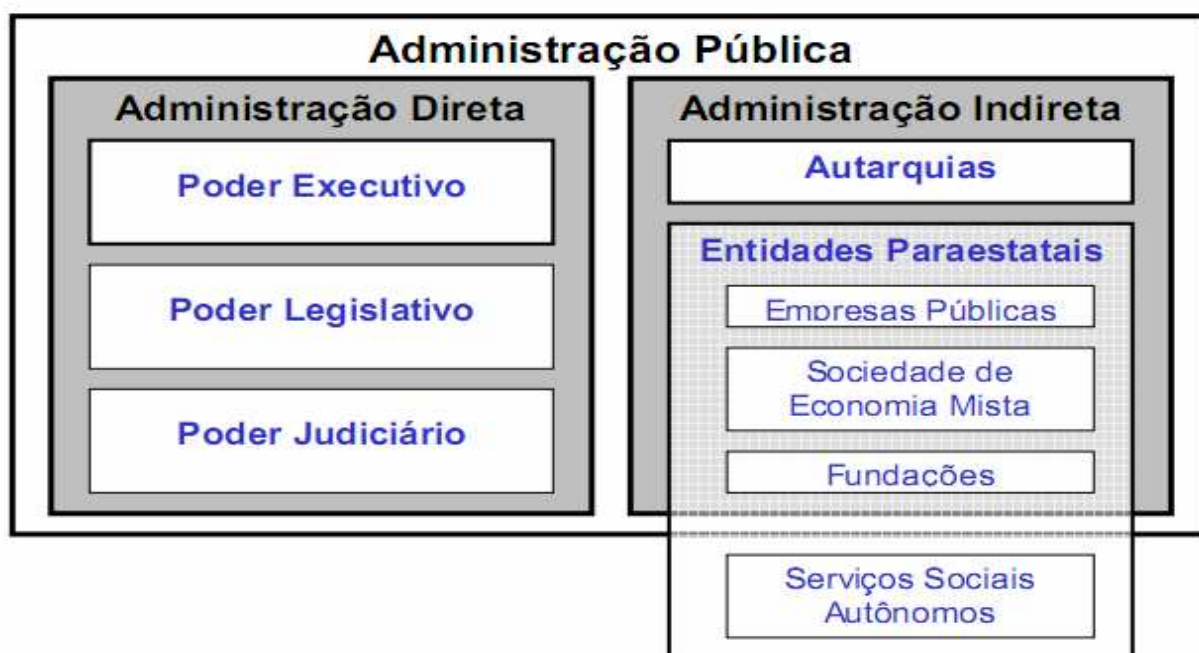 Administração Pública
Administração Direta
Poder Executivo
Poder Legislativo
Poder Judiciário
Administração Indireta
Autarquias
Entidades Paraestatais
Empresas Públicas
Sociedade de
Economia Mista
Fundações
Serviços Sociais
Autônomos